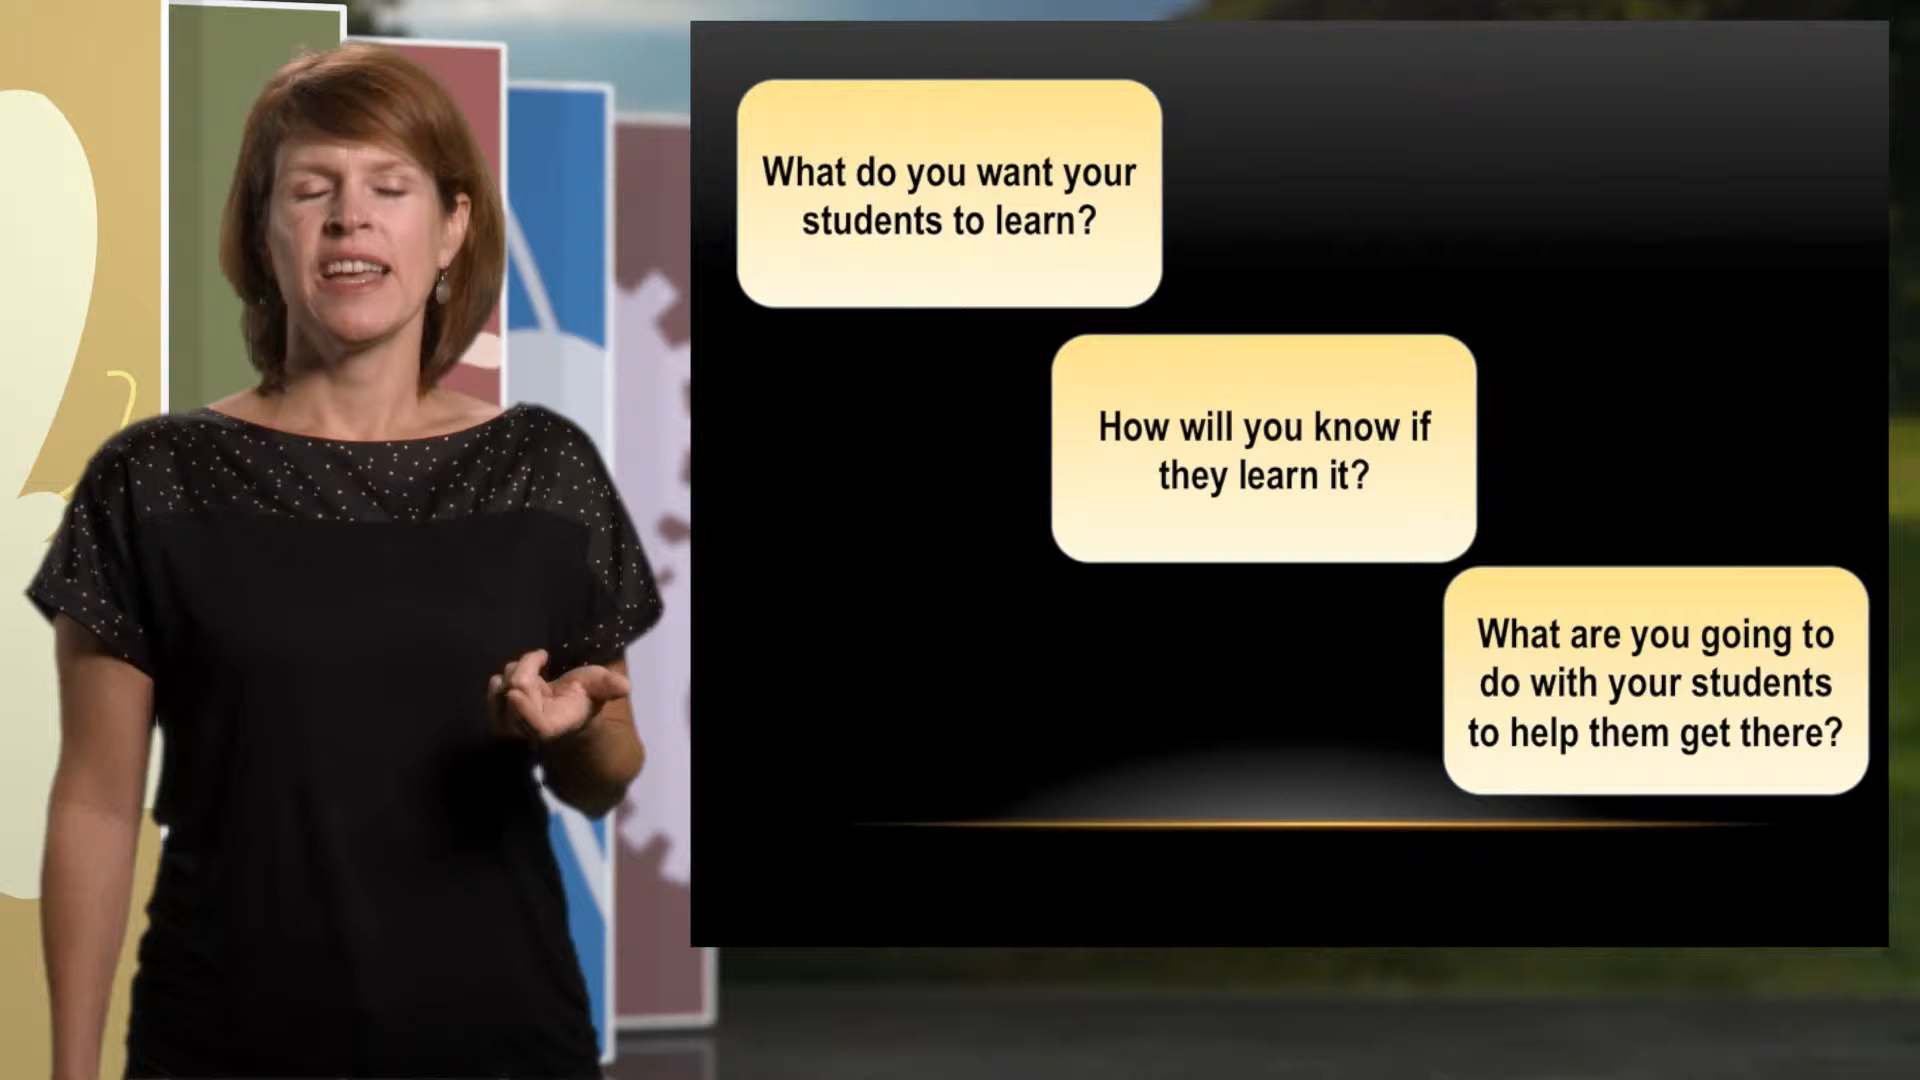 What do you want your
students to learn?
How will you know if
they learn it?
What are you going to
do with your students
to help them get there?